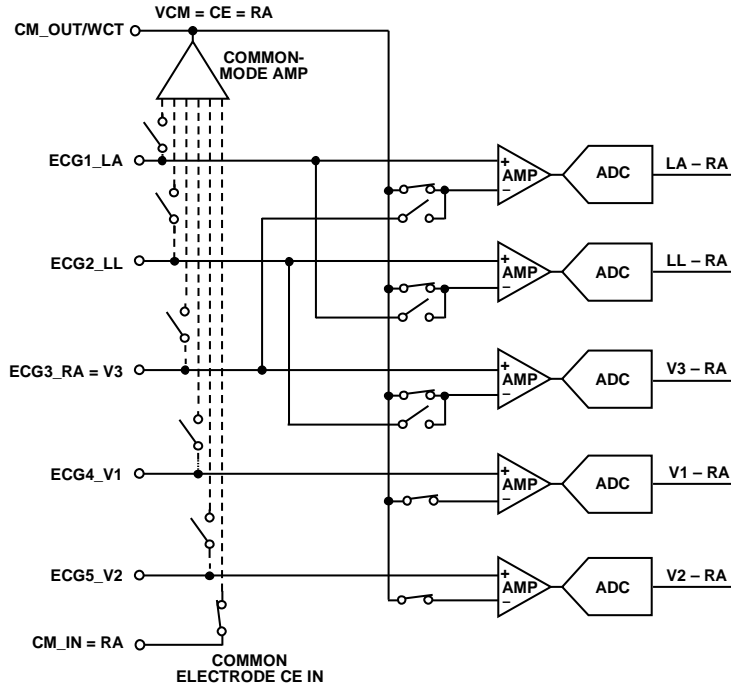 VCM = CE = RA
CM_OUT/WCT
COMMON-
MODE AMP
ECG1_LA
+
AMP
–
ADC
LA – RA
ECG2_LL
+
AMP
–
ADC
LL – RA
ECG3_RA = V3
+
AMP
–
ADC
V3 – RA
ECG4_V1
+
AMP
–
ADC
V1 – RA
ECG5_V2
+
AMP
–
ADC
V2 – RA
CM_IN = RA
COMMON
ELECTRODE CE IN